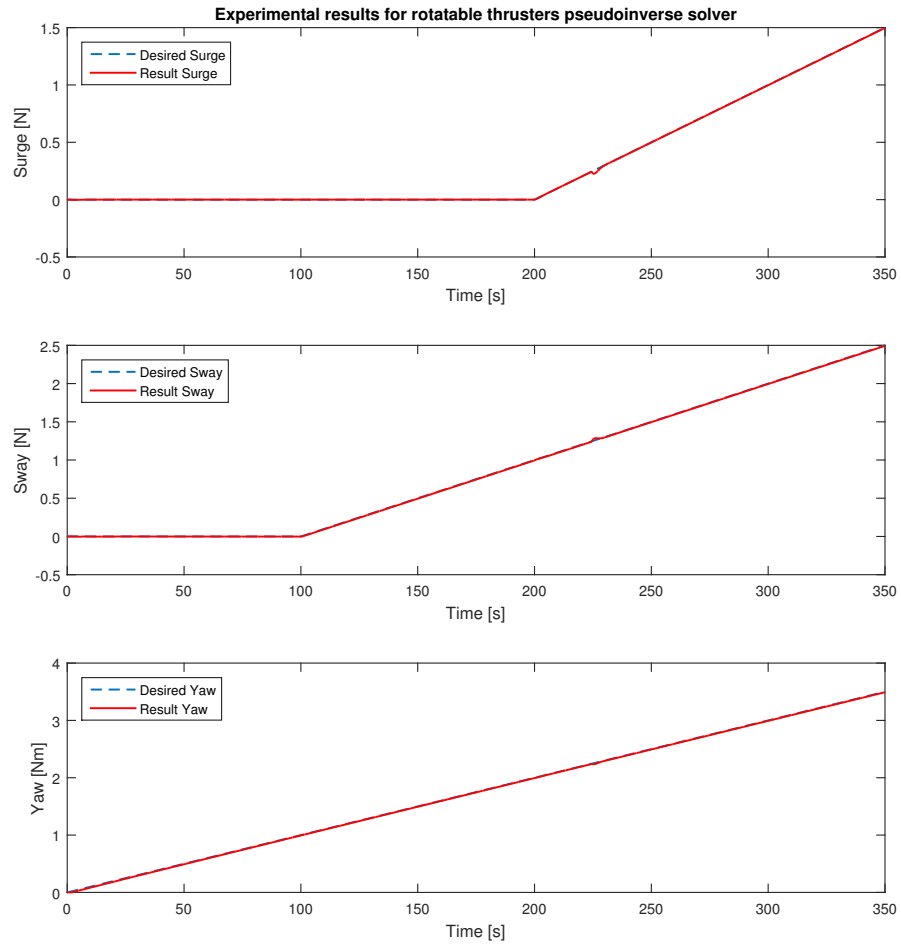 Experimental results for rotatable thrusters pseudoinverse solver
1.5
Desired Surge
Result Surge
1
Surge [N]
0.5
0
-0.5
0 50 100 150 200 250 300 350
Time [s]
2.5
Desired Sway
Result Sway
2
1.5
Sway [N]
1
0.5
0
-0.5
0 50 100 150 200 250 300 350
Time [s]
4
Desired Yaw
Result Yaw
3
Yaw [Nm]
2
1
0
0 50 100 150 200 250 300 350
Time [s]